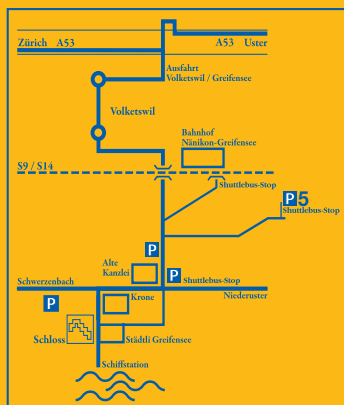 Zürich A53
A53 Uster
Ausfahrt
Volketswil / Greifensee
Volketswil
Bahnhof
Nänikon-Greifensee
S9 / S14
Shuttlebus-Stop
P5
Shuttlebus-Stop
P
Alte
Kanzlei
P Shuttlebus-Stop
Schwerzenbach
Niederuster
P
Krone
Schloss
Städtli Greifensee
Schiffstation